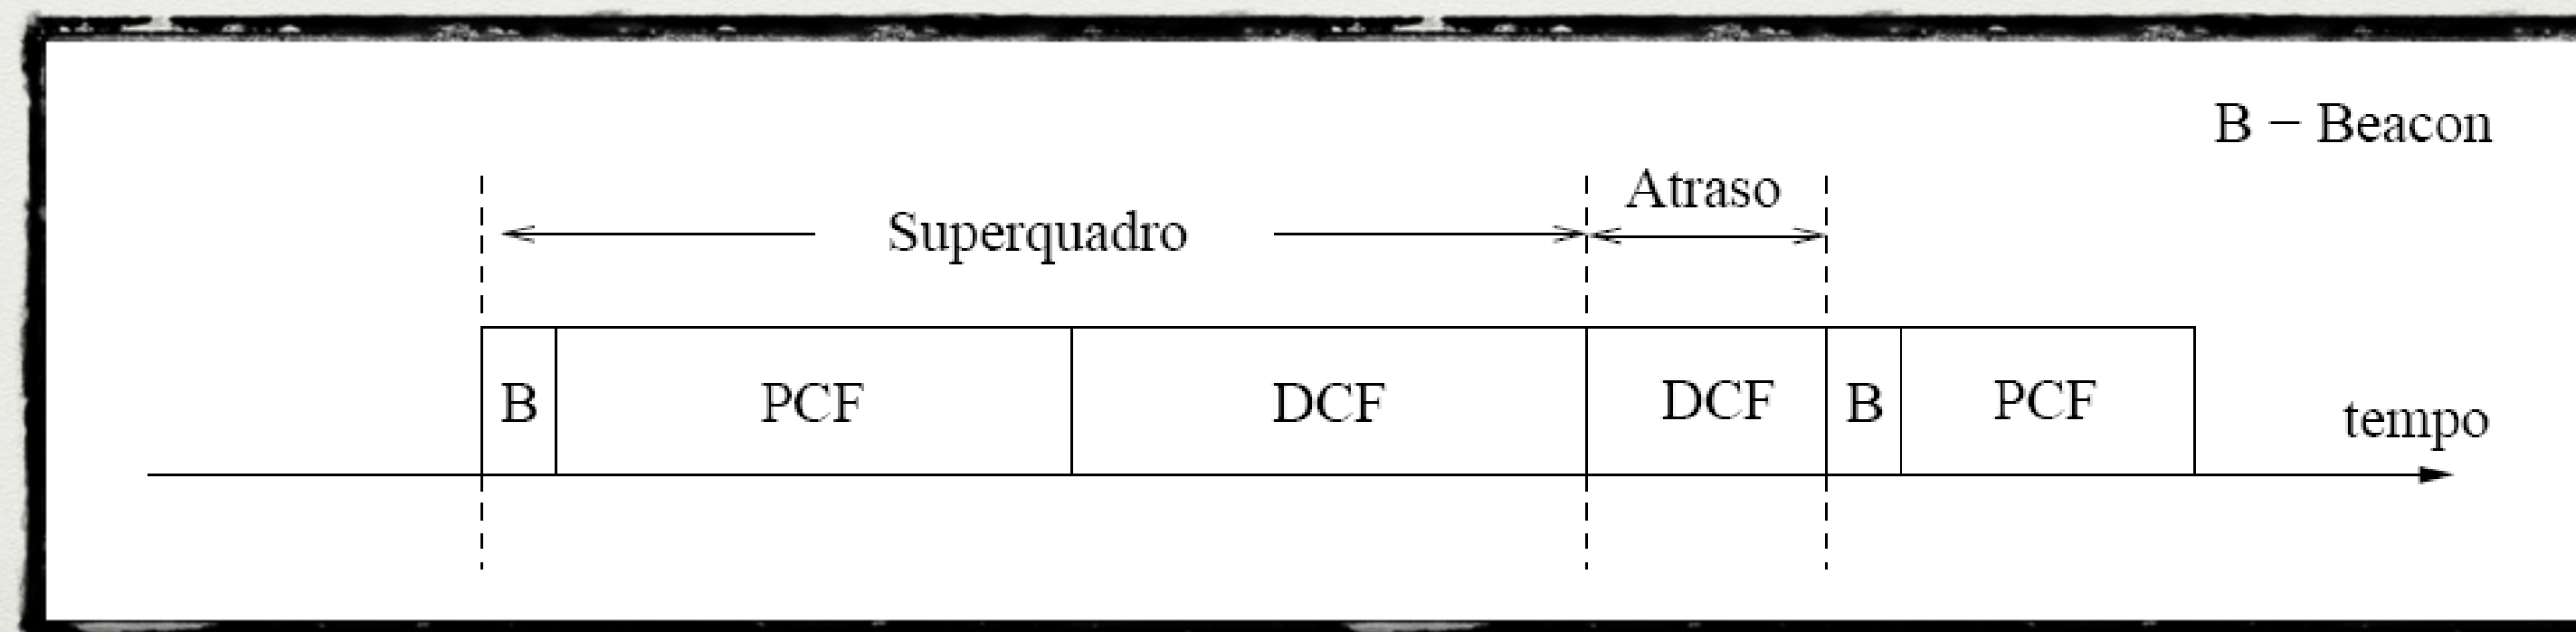 B − Beacon
Atraso
Superquadro
B PCF DCF DCF B PCF
tempo